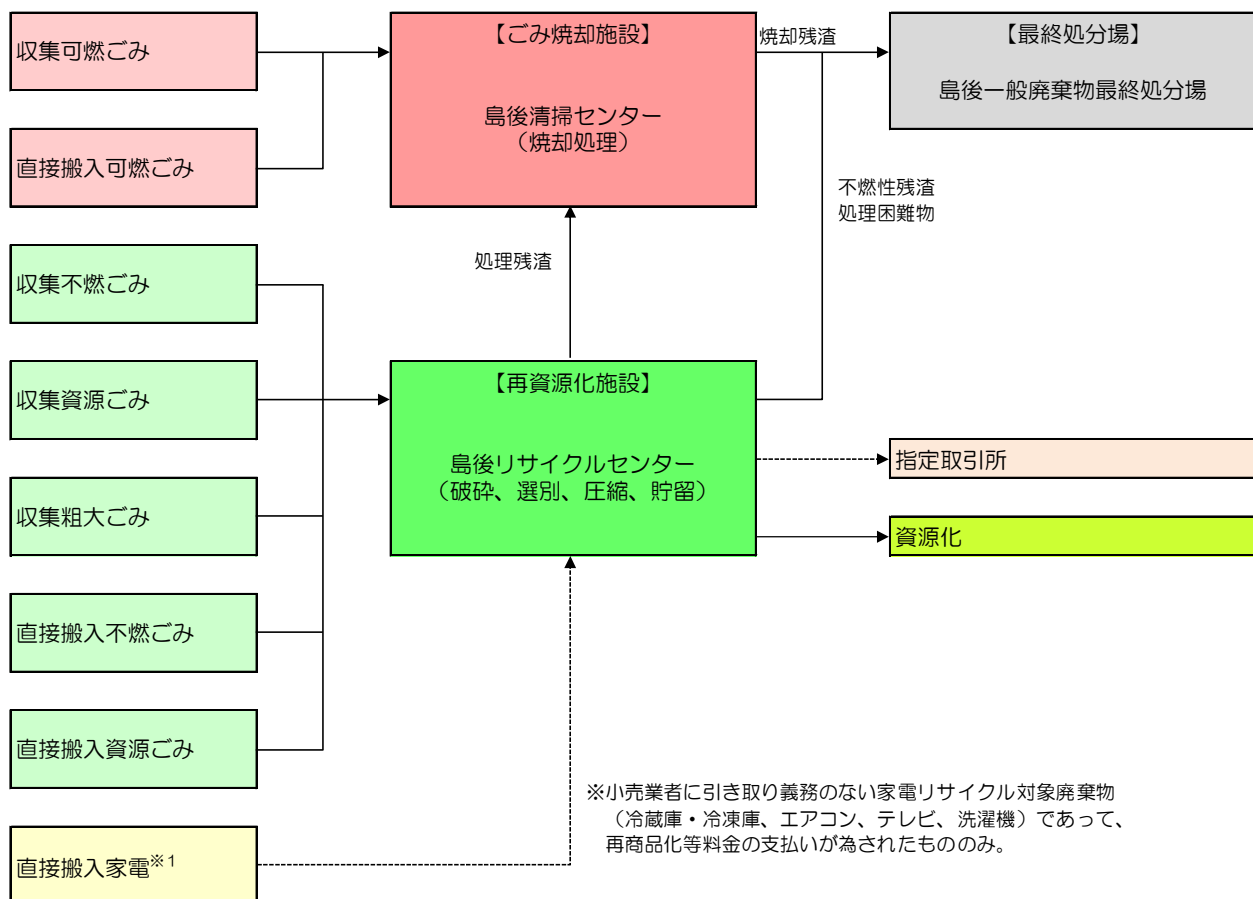 収集可燃ごみ
直接搬入可燃ごみ
収集不燃ごみ
収集資源ごみ
収集粗大ごみ
直接搬入不燃ごみ
直接搬入資源ごみ
直接搬入家電※1
【ごみ焼却施設】
島後清掃センター
（焼却処理）
処理残渣
【再資源化施設】
島後リサイクルセンター
（破砕、選別、圧縮、貯留）
焼却残渣
不燃性残渣
処理困難物
【最終処分場】
島後一般廃棄物最終処分場
指定取引所
資源化
※小売業者に引き取り義務のない家電リサイクル対象廃棄物
（冷蔵庫・冷凍庫、エアコン、テレビ、洗濯機）であって、
再商品化等料金の支払いが為されたもののみ。